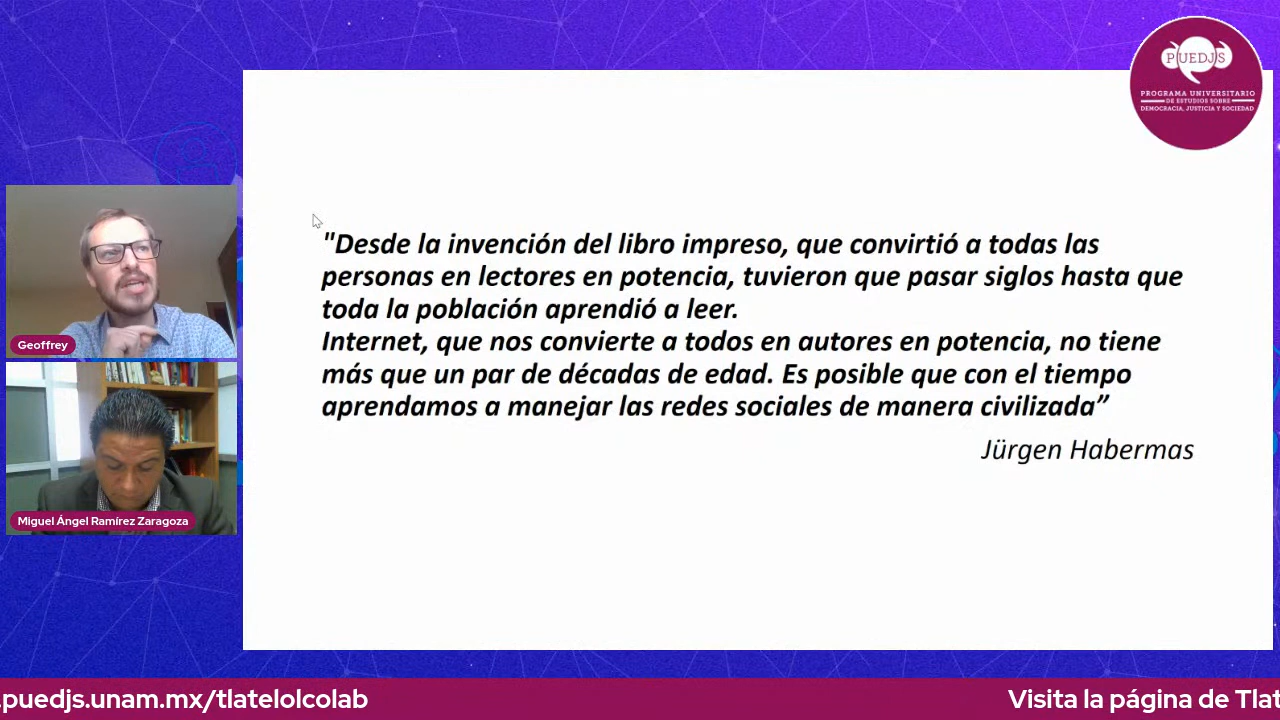 PUEDJS
PROGRAMA UNIVERSITARIO
DE ESTUDIOS SOBRE
DEMOCRACIA, JUSTICIA Y SOCIEDAD
"Desde la invención del libro impreso, que convirtió a todas las
personas en lectores en potencia, tuvieron que pasar siglos hasta que
toda la población aprendió a leer.
Internet, que nos convierte a todos en autores en potencia, no tiene
más que un par de décadas de edad. Es posible que con el tiempo
aprendamos a manejar las redes sociales de manera civilizada”
Jürgen Habermas
Geoffrey
Miguel Ángel Ramírez Zaragoza
.puedjs.unam.mx/tlatelolcolab
Visita la página de Tlat